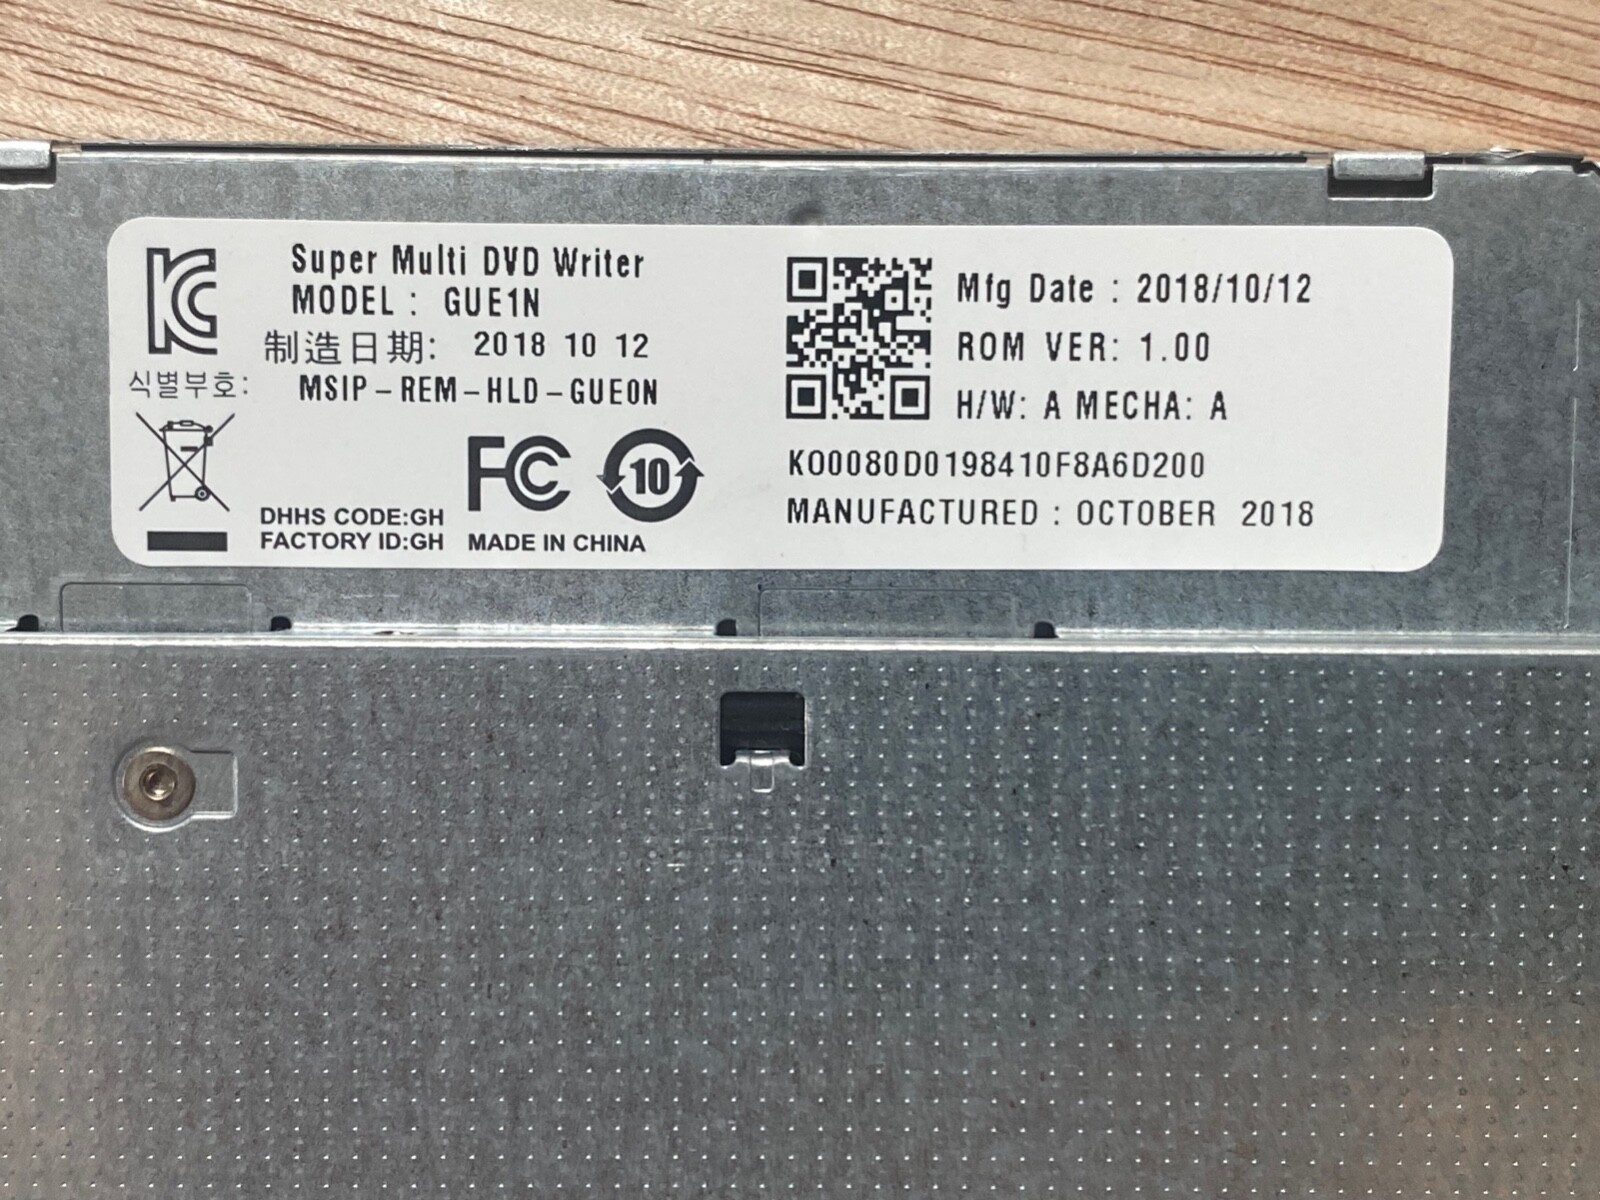 Super Multi DVD Writer
MODEL : GUE1N
制造日期: 2018 10 12
식별부호: MSIP-REM-HLD-GUE0N
FC 10
DHHS CODE:GH
FACTORY ID:GH MADE IN CHINA
Mfg Date : 2018/10/12
ROM VER: 1.00
H/W: A MECHA: A
KO0080D0198410F8A6D200
MANUFACTURED : OCTOBER 2018